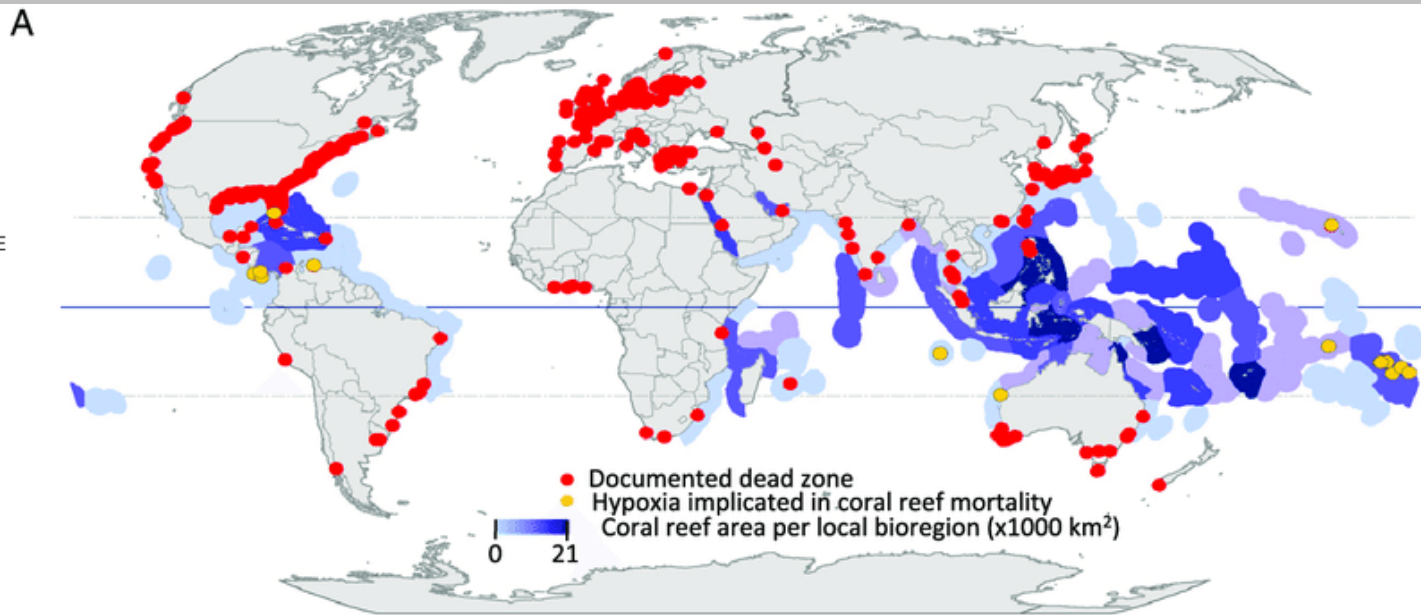 A
E
Documented dead zone
Hypoxia implicated in coral reef mortality
Coral reef area per local bioregion (x1000 km²)
0 21